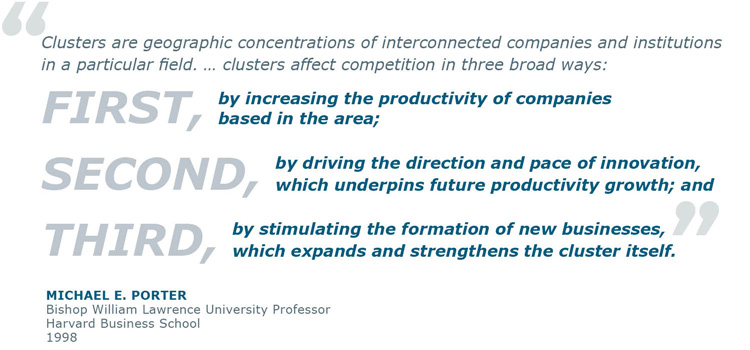 “
Clusters are geographic concentrations of interconnected companies and institutions
in a particular field. … clusters affect competition in three broad ways:
FIRST, by increasing the productivity of companies
based in the area;
SECOND, by driving the direction and pace of innovation,
which underpins future productivity growth; and
THIRD, by stimulating the formation of new businesses,
which expands and strengthens the cluster itself.
”
MICHAEL E. PORTER
Bishop William Lawrence University Professor
Harvard Business School
1998